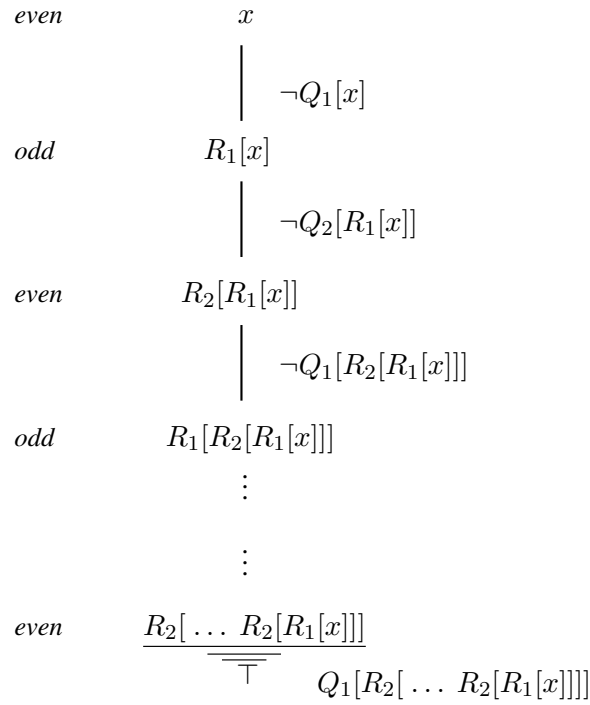 even x
¬Q₁[x]
odd R₁[x]
¬Q₂[R₁[x]]
even R₂[R₁[x]]
¬Q₁[R₂[R₁[x]]]
odd R₁[R₂[R₁[x]]]
⋮
⋮
even R₂[ … R₂[R₁[x]]]
⊤ Q₁[R₂[ … R₂[R₁[x]]]]